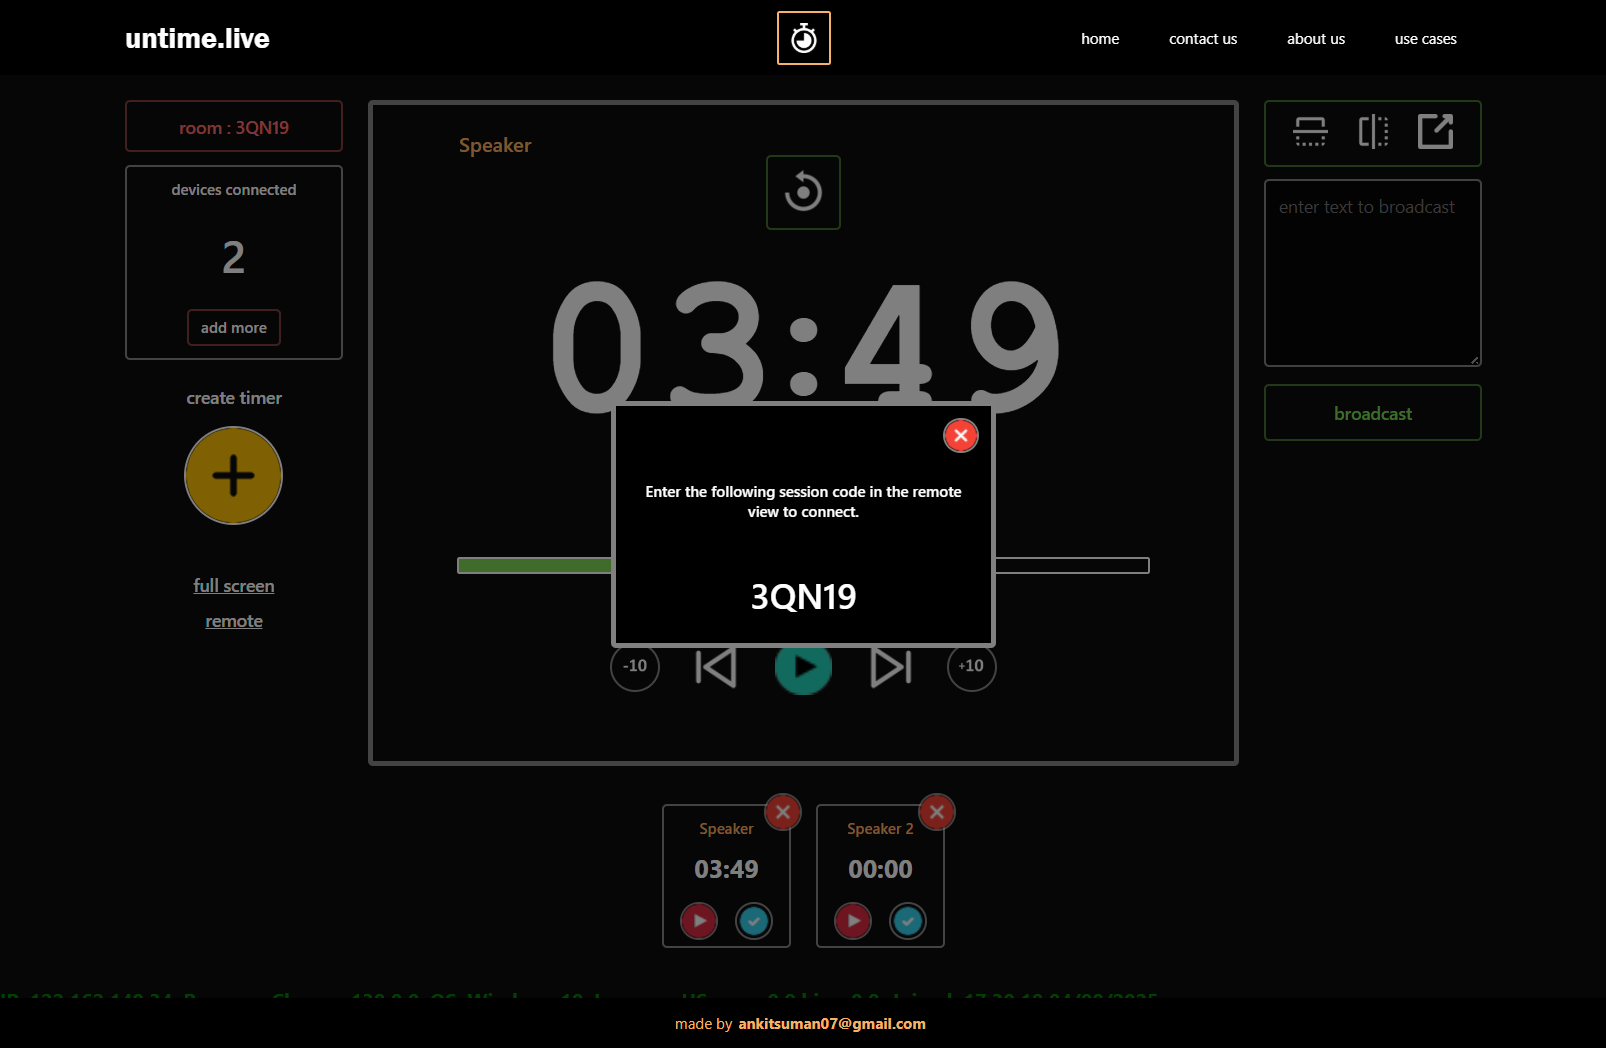 untime.live
home
contact us
about us
use cases
room : 3QN19
devices connected
2
add more
create timer
full screen
remote
Speaker
03:49
Enter the following session code in the remote
view to connect.
3QN19
-10
+10
enter text to broadcast
broadcast
Speaker
03:49
Speaker 2
00:00
made by ankitsuman07@gmail.com